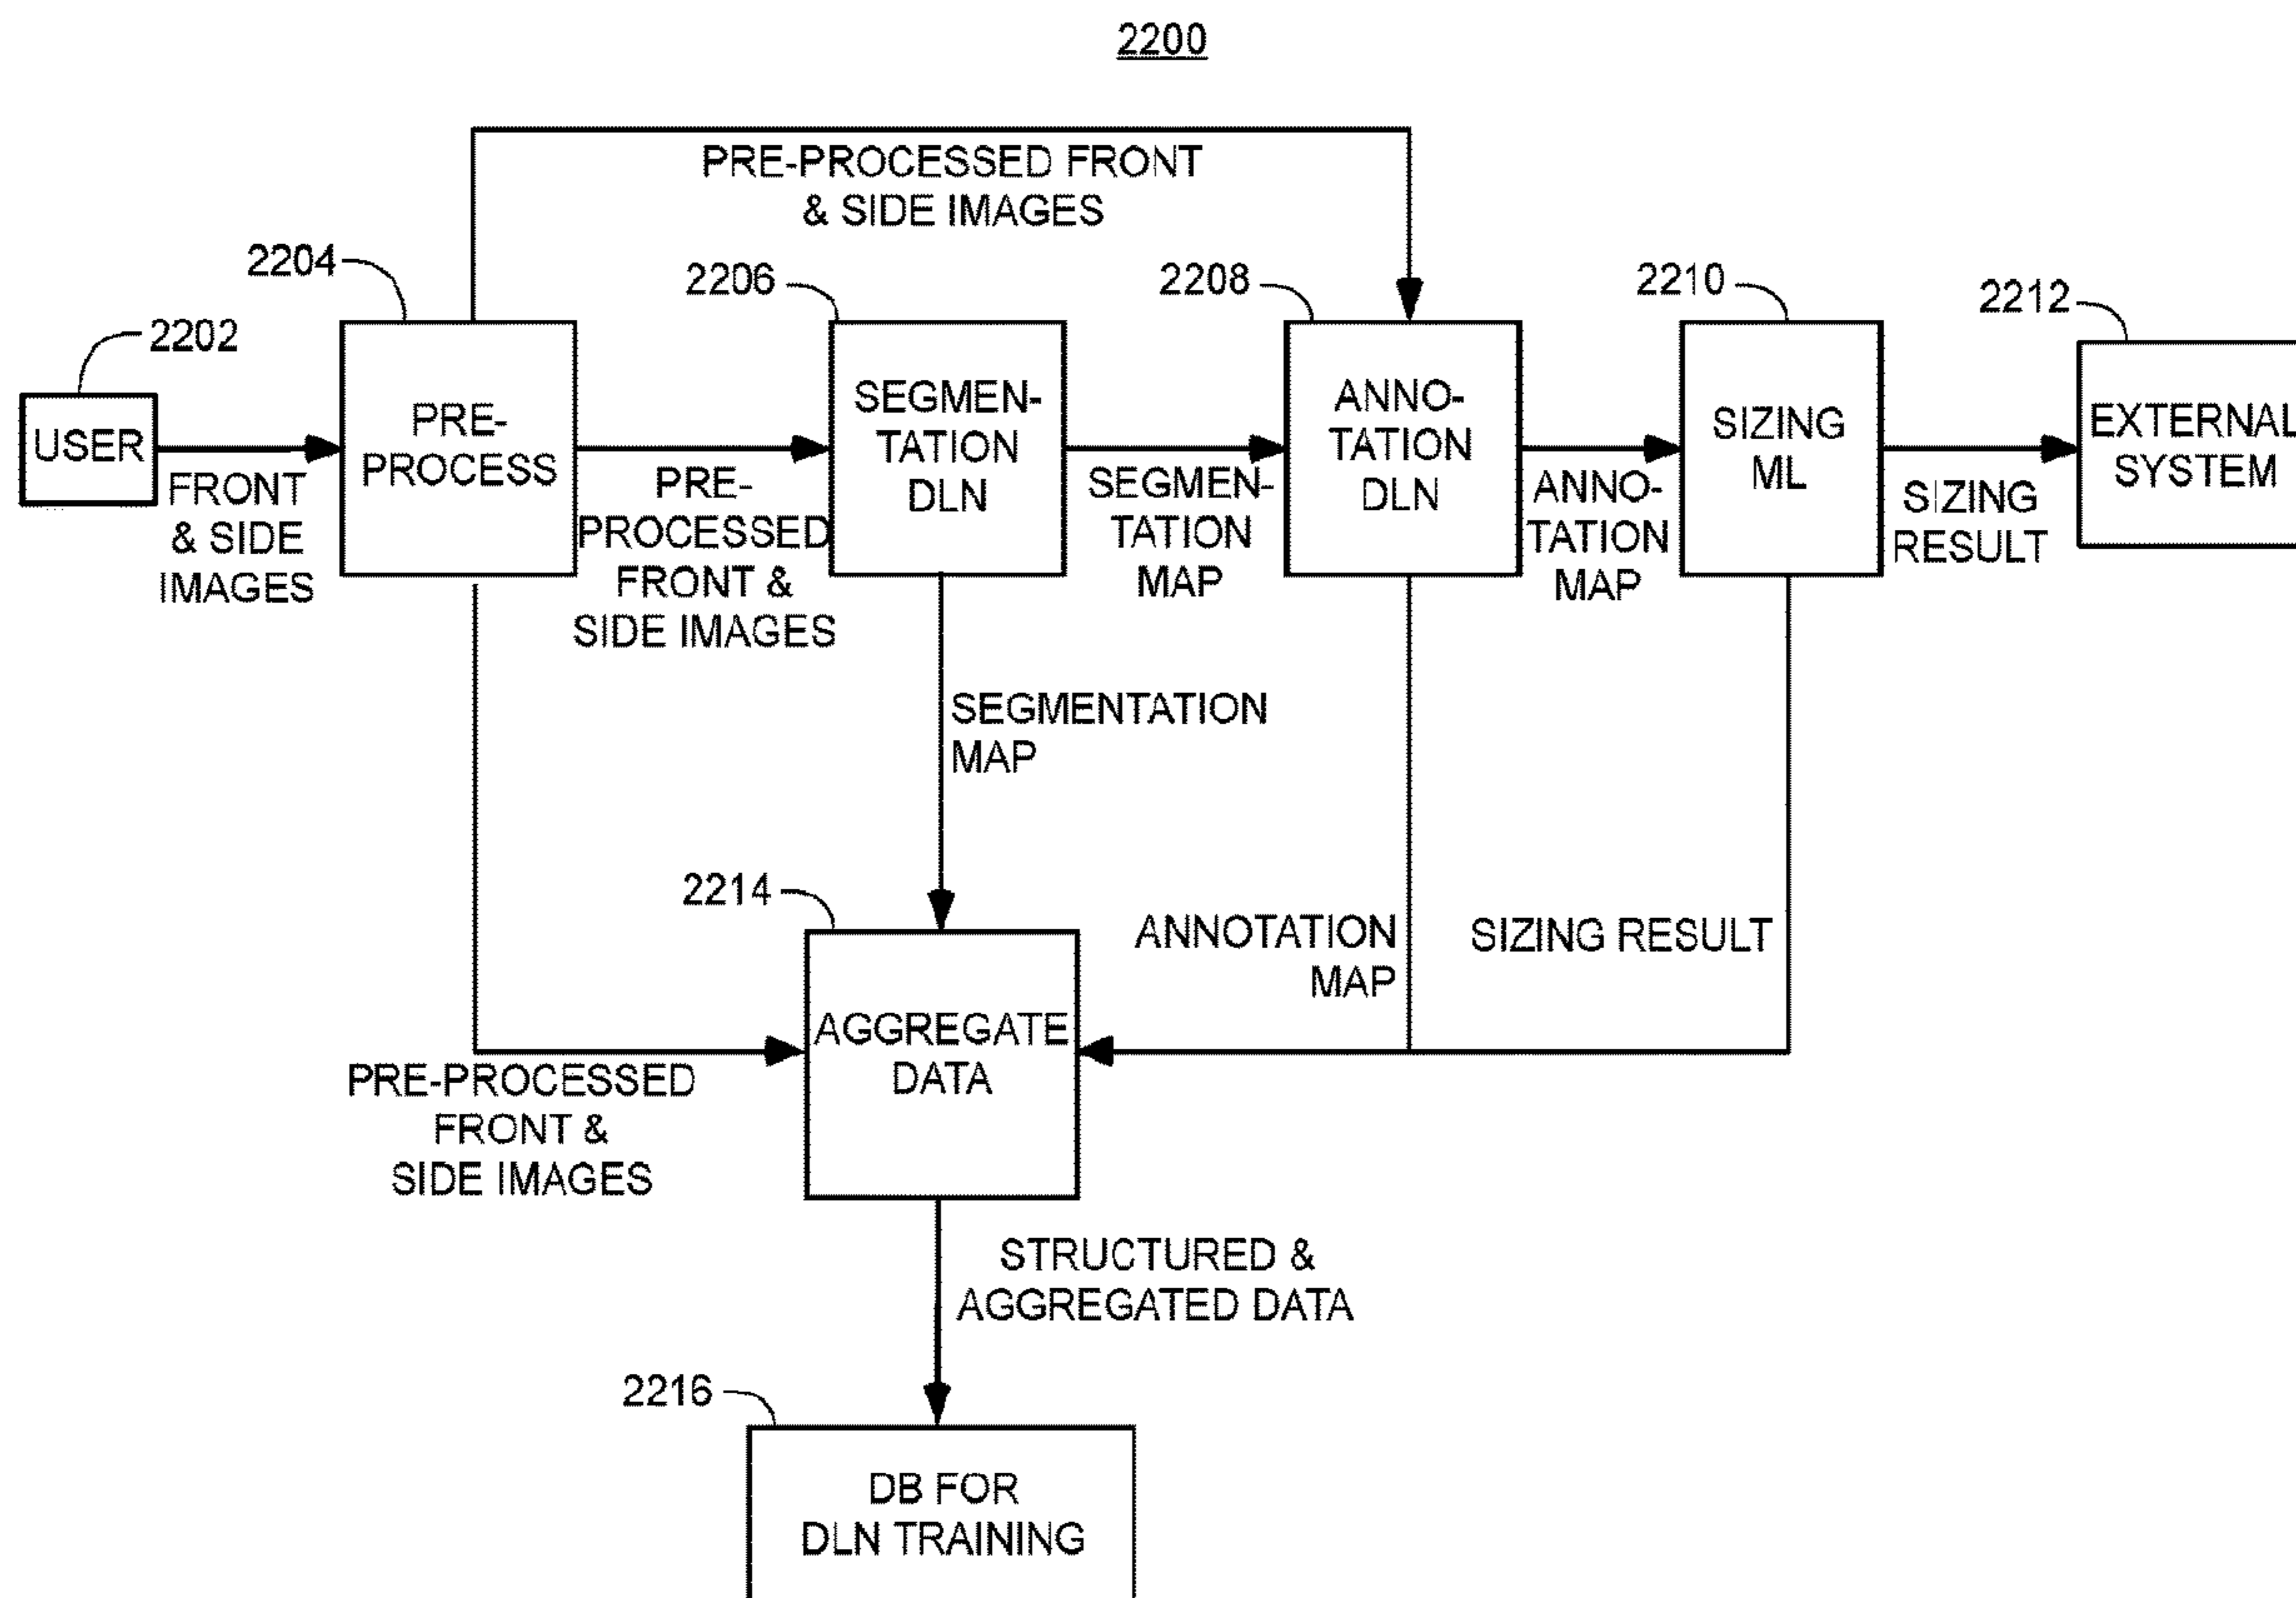 2200
PRE-PROCESSED FRONT
& SIDE IMAGES
2204
2206
2208
2210
2212
2202
USER
FRONT
& SIDE
IMAGES
PRE-
PROCESS
PRE-
PROCESSED
FRONT &
SIDE IMAGES
SEGMEN-
TATION
DLN
SEGMEN-
TATION
MAP
ANNO-
TATION
DLN
ANNO-
TATION
MAP
SIZING
ML
SIZING
RESULT
EXTERNAL
SYSTEM
SEGMENTATION
MAP
2214
ANNOTATION
MAP
SIZING RESULT
AGGREGATE
DATA
PRE-PROCESSED
FRONT &
SIDE IMAGES
STRUCTURED &
AGGREGATED DATA
2216
DB FOR
DLN TRAINING